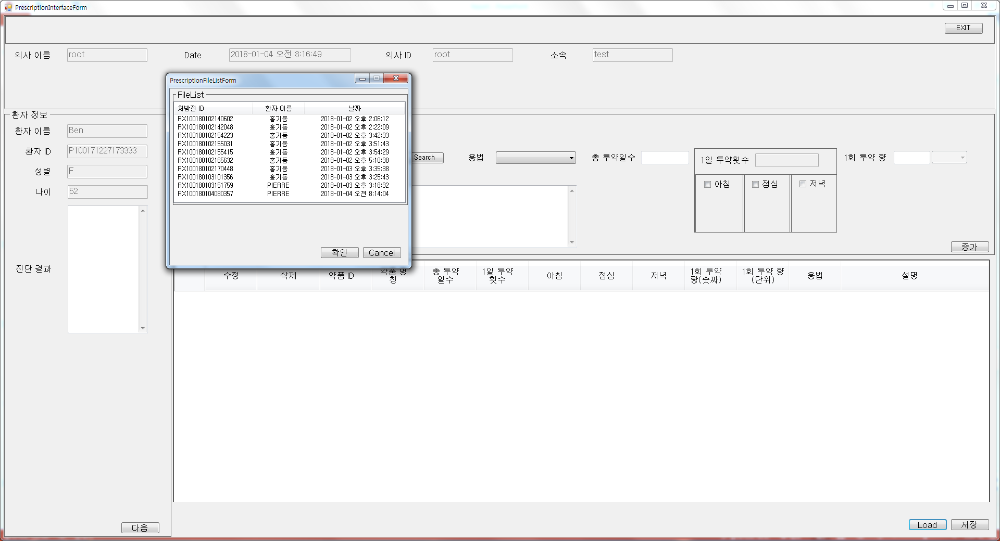 PrescriptionInterfaceForm
EXIT
의사 이름 root Date 2018-01-04 오전 8:16:49 의사 ID root 소속 test
PrescriptionFileListForm
FileList
처방전 ID 환자 이름 날짜
RX100180102140602 홍기동 2018-01-02 오후 2:06:12
RX100180102142048 홍기동 2018-01-02 오후 2:22:09
RX100180102154223 홍기동 2018-01-02 오후 3:42:33
RX100180102155031 홍기동 2018-01-02 오후 3:51:43
RX100180102155415 홍기동 2018-01-02 오후 3:54:29
RX100180102165632 홍기동 2018-01-02 오후 5:10:38
RX100180102170448 홍기동 2018-01-03 오후 3:35:38
RX100180103101356 홍기동 2018-01-03 오후 3:25:43
RX100180103151759 PIERRE 2018-01-03 오후 3:18:32
RX100180104080357 PIERRE 2018-01-04 오전 8:14:04
확인 Cancel
환자 정보
환자 이름 Ben
환자 ID P100171227173333
성별 F
나이 52
진단 결과
다음
Search 용법 총 투약일수 1일 투약횟수 1회 투약 량
아침 점심 저녁
증가
수정 삭제 약품 ID 약품 명칭 총 투약 일수 1일 투약 횟수 아침 점심 저녁 1회 투약 량(숫짜) 1회 투약 량 (단위) 용법 설명
Load 저장